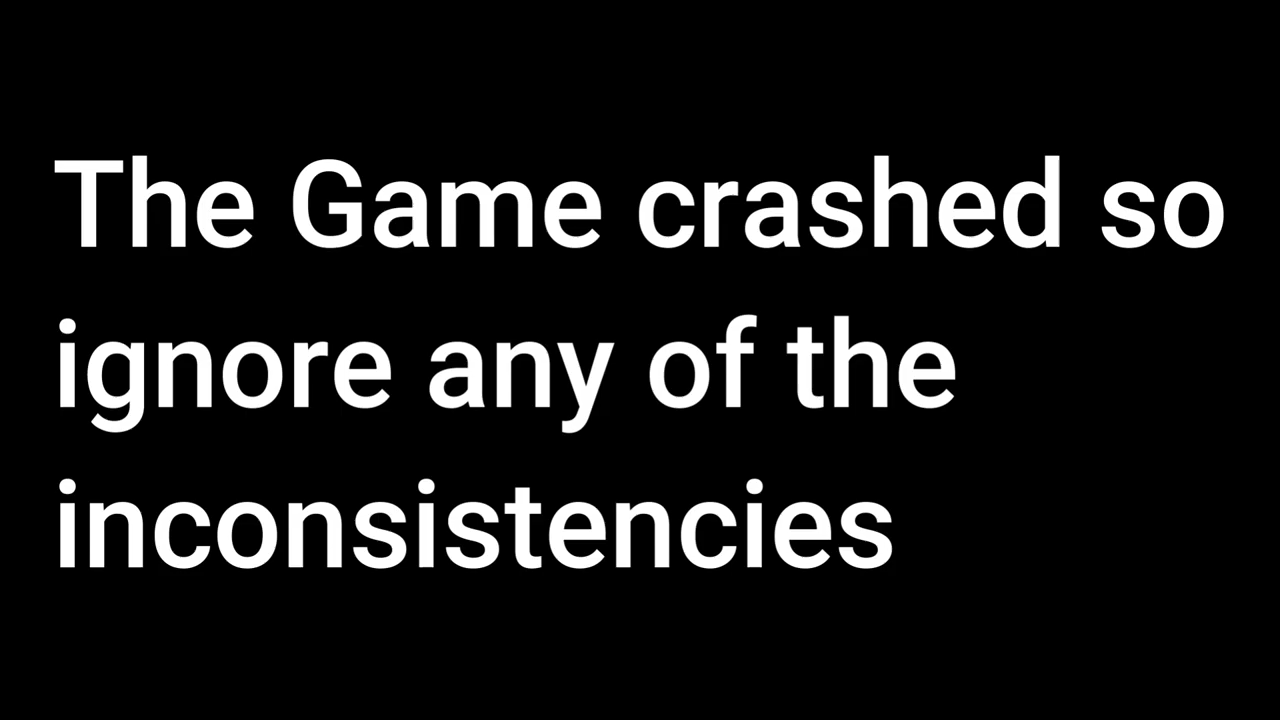 The Game crashed so
ignore any of the
inconsistencies